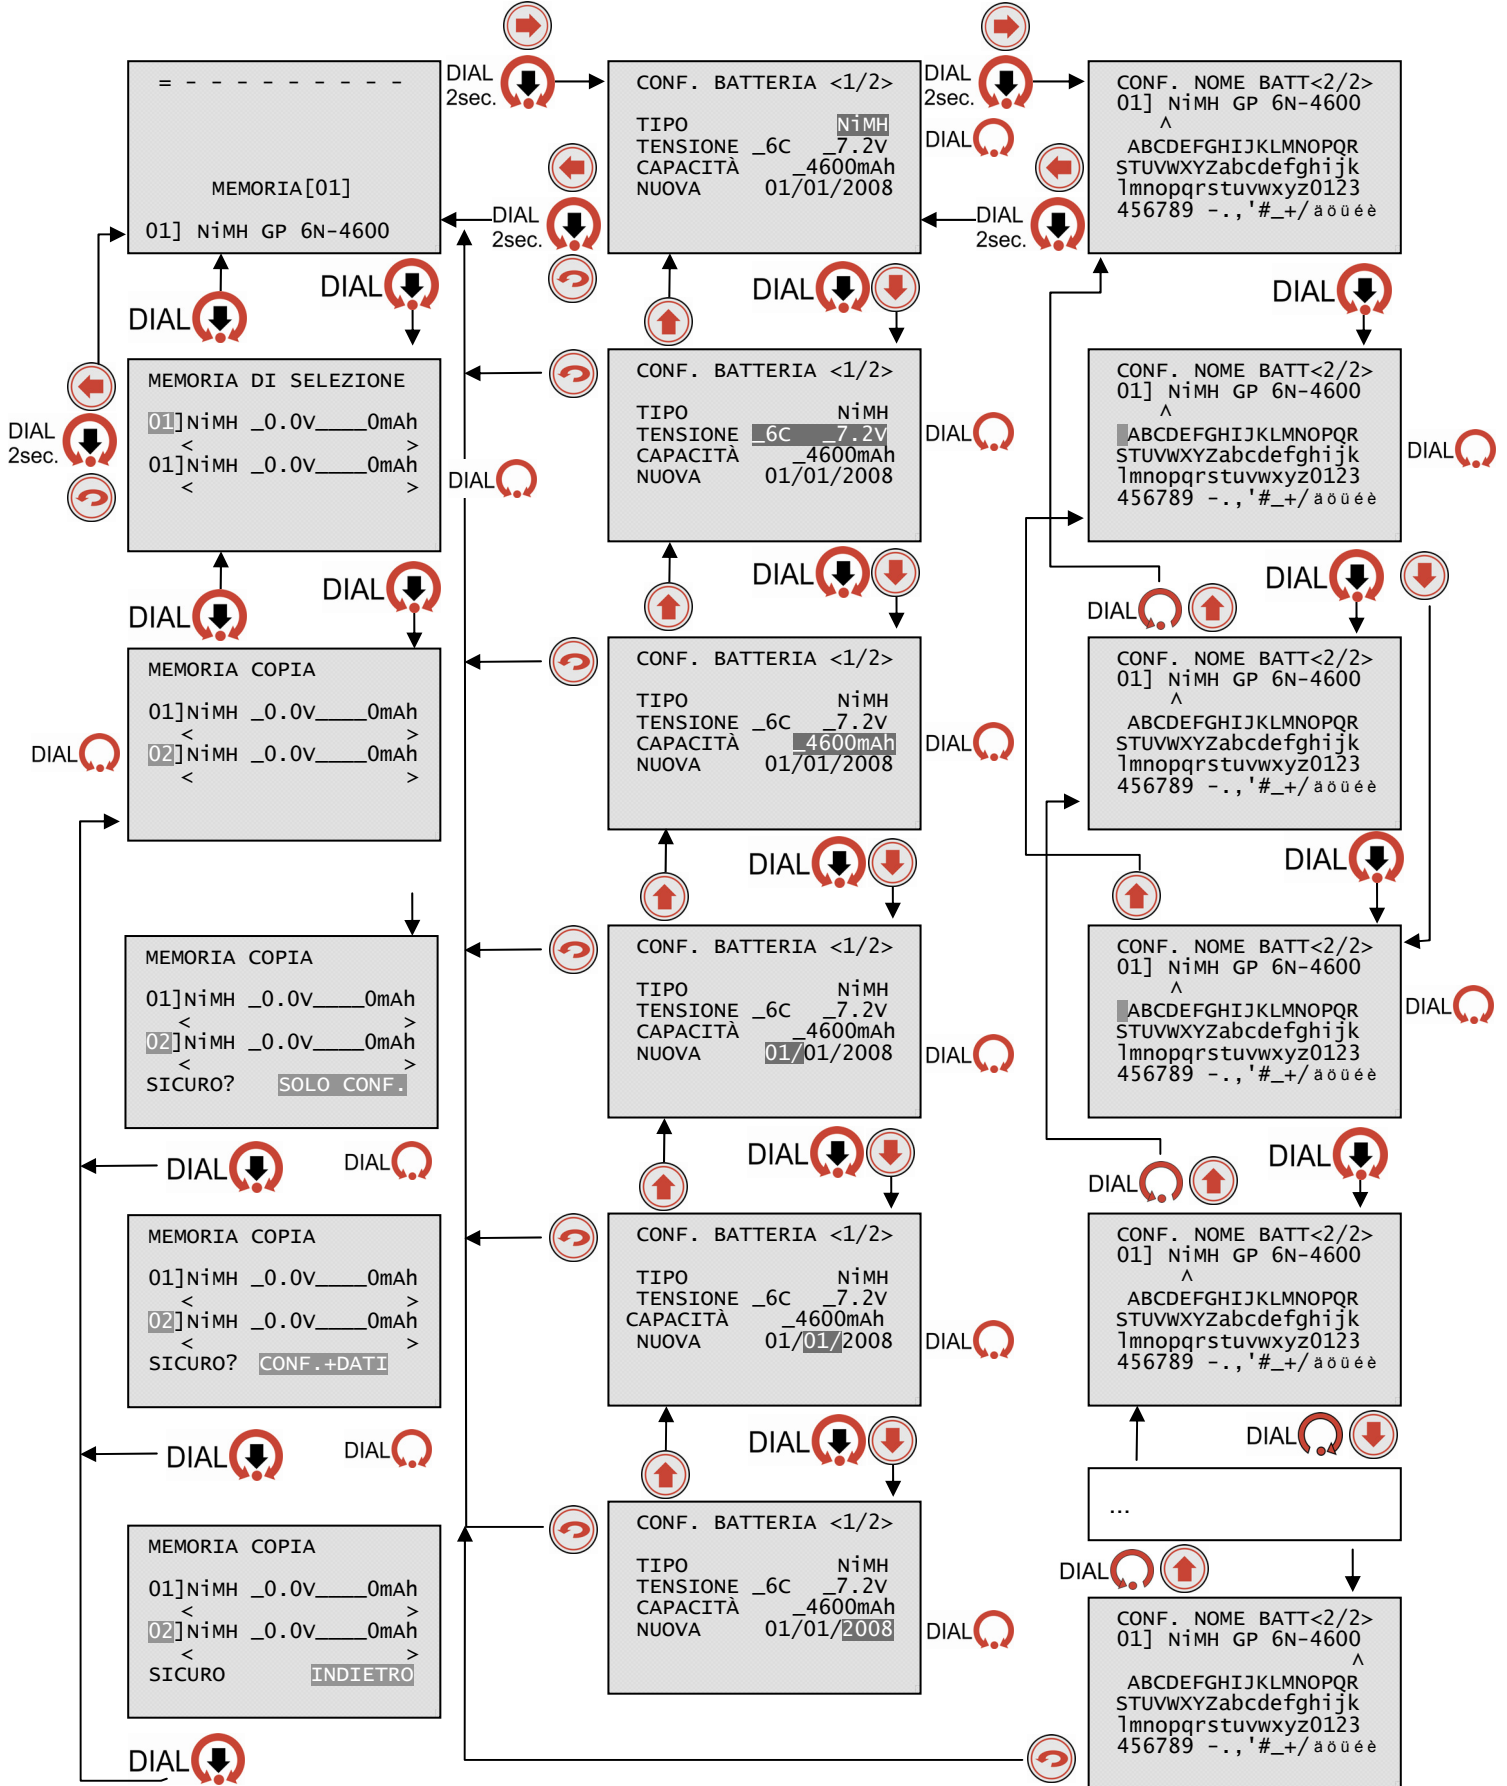 = - - - - - - - - -
MEMORIA[01]
01] NiMH GP 6N-4600
DIAL
DIAL
MEMORIA DI SELEZIONE
01]NiMH _0.0V____0mAh
< >
01]NiMH _0.0V____0mAh
< >
DIAL
2sec.
DIAL
DIAL
MEMORIA COPIA
01]NiMH _0.0V____0mAh
< >
02]NiMH _0.0V____0mAh
< >
DIAL
MEMORIA COPIA
01]NiMH _0.0V____0mAh
< >
02]NiMH _0.0V____0mAh
< >
SICURO? SOLO CONF.
DIAL
DIAL
MEMORIA COPIA
01]NiMH _0.0V____0mAh
< >
02]NiMH _0.0V____0mAh
< >
SICURO? CONF.+DATI
DIAL
DIAL
MEMORIA COPIA
01]NiMH _0.0V____0mAh
< >
02]NiMH _0.0V____0mAh
< >
SICURO INDIETRO
DIAL
DIAL
2sec.
DIAL
2sec.
DIAL
CONF. BATTERIA <1/2>
TIPO NiMH
TENSIONE _6C _7.2V
CAPACITÀ _4600mAh
NUOVA 01/01/2008
DIAL
DIAL
CONF. BATTERIA <1/2>
TIPO NiMH
TENSIONE _6C _7.2V
CAPACITÀ _4600mAh
NUOVA 01/01/2008
DIAL
DIAL
CONF. BATTERIA <1/2>
TIPO NiMH
TENSIONE _6C _7.2V
CAPACITÀ _4600mAh
NUOVA 01/01/2008
DIAL
DIAL
CONF. BATTERIA <1/2>
TIPO NiMH
TENSIONE _6C _7.2V
CAPACITÀ _4600mAh
NUOVA 01/01/2008
DIAL
DIAL
CONF. BATTERIA <1/2>
TIPO NiMH
TENSIONE _6C _7.2V
CAPACITÀ _4600mAh
NUOVA 01/01/2008
DIAL
DIAL
CONF. BATTERIA <1/2>
TIPO NiMH
TENSIONE _6C _7.2V
CAPACITÀ _4600mAh
NUOVA 01/01/2008
DIAL
DIAL
2sec.
DIAL
2sec.
CONF. NOME BATT<2/2>
01] NiMH GP 6N-4600
^
ABCDEFGHIJKLMNOPQR
STUVWXYZabcdefghijk
lmnopqrstuvwxyz0123
456789 -.,'#_+/äöüéè
DIAL
CONF. NOME BATT<2/2>
01] NiMH GP 6N-4600
^
ABCDEFGHIJKLMNOPQR
STUVWXYZabcdefghijk
lmnopqrstuvwxyz0123
456789 -.,'#_+/äöüéè
DIAL
DIAL
DIAL
CONF. NOME BATT<2/2>
01] NiMH GP 6N-4600
^
ABCDEFGHIJKLMNOPQR
STUVWXYZabcdefghijk
lmnopqrstuvwxyz0123
456789 -.,'#_+/äöüéè
DIAL
CONF. NOME BATT<2/2>
01] NiMH GP 6N-4600
^
ABCDEFGHIJKLMNOPQR
STUVWXYZabcdefghijk
lmnopqrstuvwxyz0123
456789 -.,'#_+/äöüéè
DIAL
DIAL
DIAL
CONF. NOME BATT<2/2>
01] NiMH GP 6N-4600
^
ABCDEFGHIJKLMNOPQR
STUVWXYZabcdefghijk
lmnopqrstuvwxyz0123
456789 -.,'#_+/äöüéè
DIAL
...
DIAL
CONF. NOME BATT<2/2>
01] NiMH GP 6N-4600
^
ABCDEFGHIJKLMNOPQR
STUVWXYZabcdefghijk
lmnopqrstuvwxyz0123
456789 -.,'#_+/äöüéè